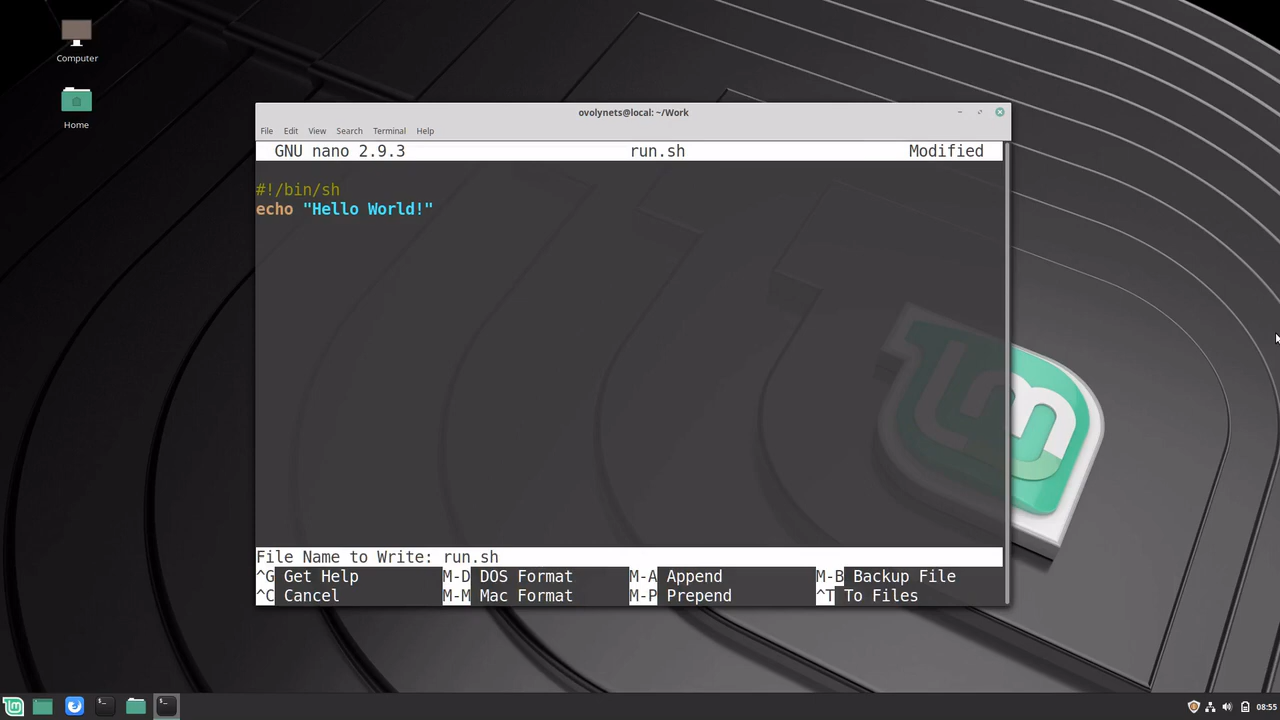 Computer
Home
ovolynets@local: ~/Work
File Edit View Search Terminal Help
GNU nano 2.9.3 run.sh Modified
#!/bin/sh
echo "Hello World!"
File Name to Write: run.sh
^G Get Help M-D DOS Format M-A Append M-B Backup File
^C Cancel M-M Mac Format M-P Prepend ^T To Files
08:55